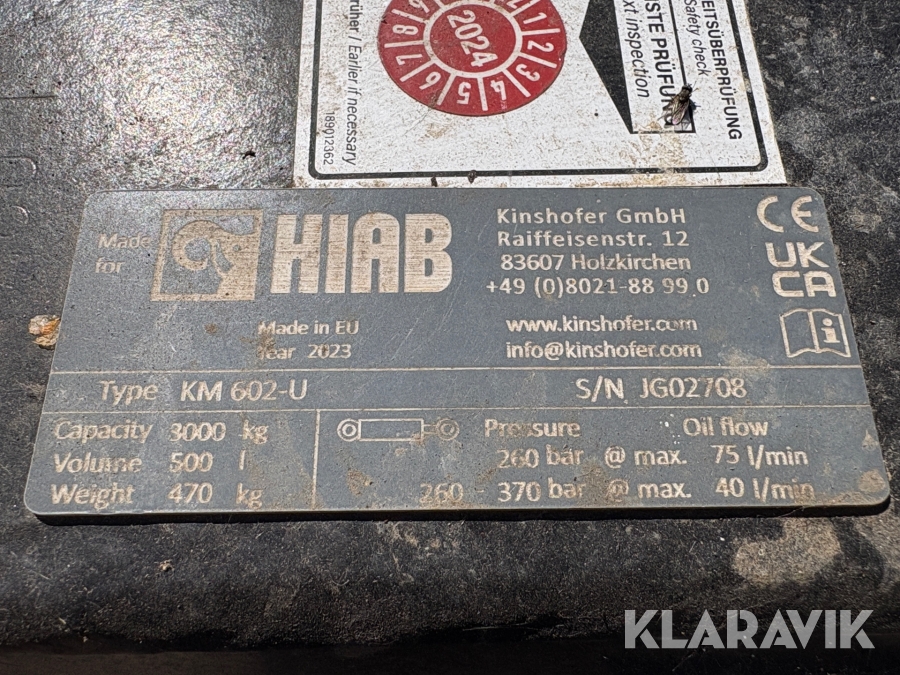 EITSÜBERPRÜFUNG
Safety check
STE PRÜFUNG
xt inspection
rüher / Earlier if necessary
189012362
2024
1 2 3 4 5 6 7 8 9
Made for
HIAB
Made in EU
Year 2023
Kinshofer GmbH
Raiffeisenstr. 12
83607 Holzkirchen
+49 (0)8021-88 99 0
www.kinshofer.com
info@kinshofer.com
CE
UK
CA
i
Type KM 602-U S/N JG02708
Capacity 3000 kg Pressure Oil flow
Volume 500 l 260 bar @ max. 75 l/min
Weight 470 kg 260 - 370 bar @ max. 40 l/min
KLARAVIK